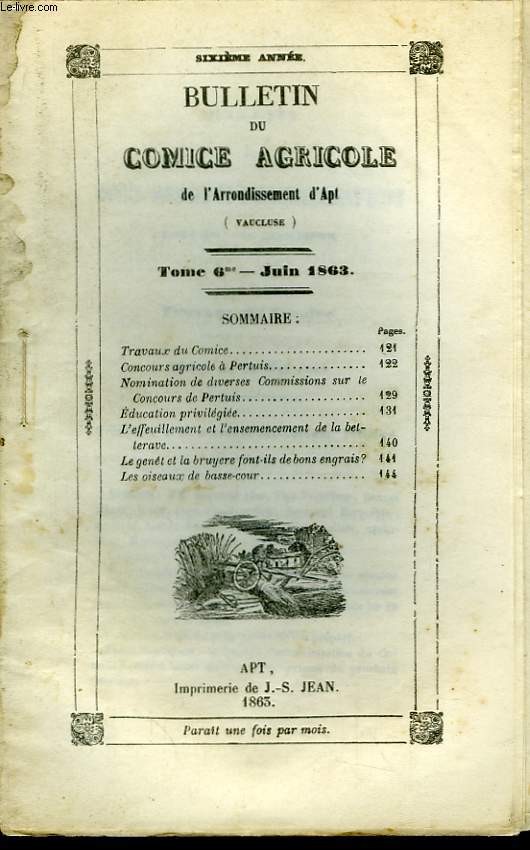 Le-livre.com
SIXIÈME ANNÉE.
BULLETIN
DU
COMICE AGRICOLE
de l'Arrondissement d'Apt
( VAUCLUSE )
Tome 6me — Juin 1863.
SOMMAIRE :
Pages.
Travaux du Comice...................... 121
Concours agricole à Pertuis................ 122
Nomination de diverses Commissions sur le
Concours de Pertuis.................... 129
Éducation privilégiée..................... 131
L'effeuillement et l'ensemencement de la bet-
terave................................ 140
Le genêt et la bruyere font-ils de bons engrais? 141
Les oiseaux de basse-cour................. 144
APT,
Imprimerie de J.-S. JEAN.
1863.
Parait une fois par mois.